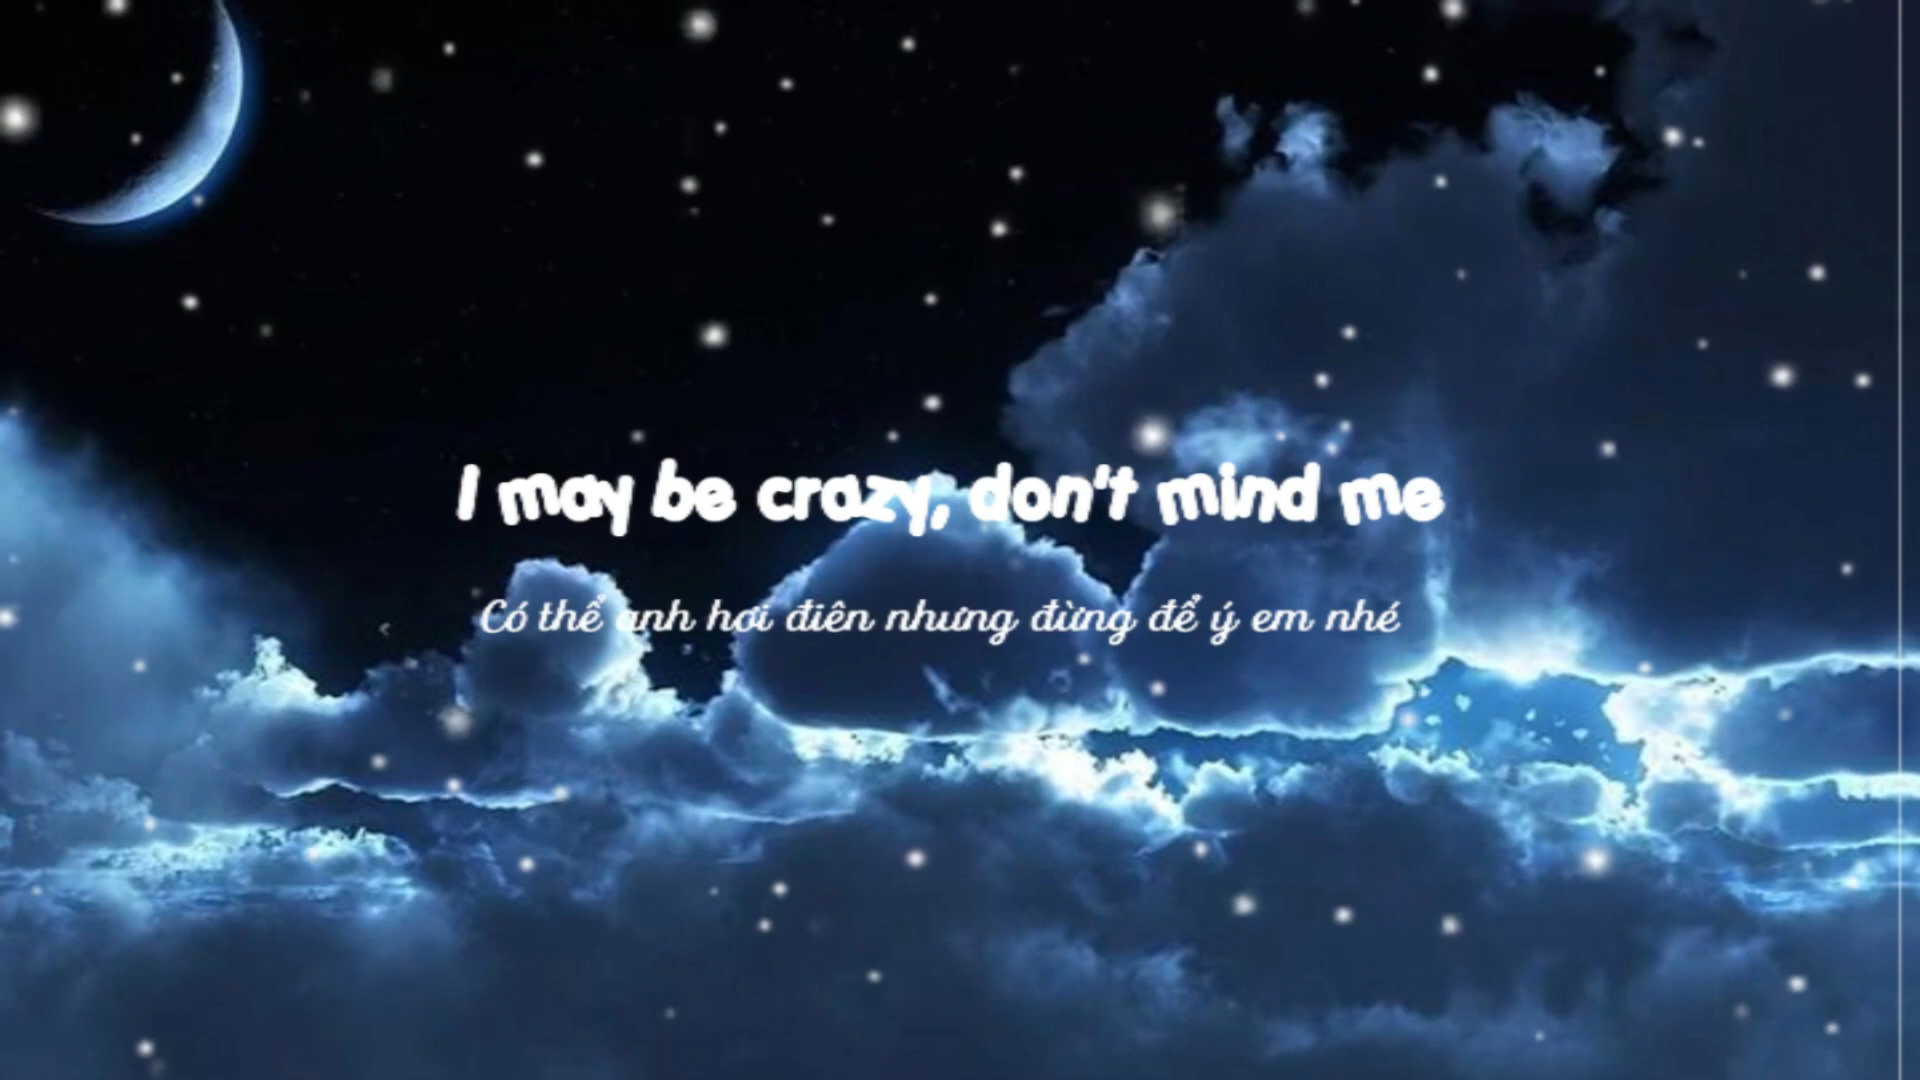 I may be crazy, don't mind me
Có thể anh hơi điên nhưng đừng để ý em nhé